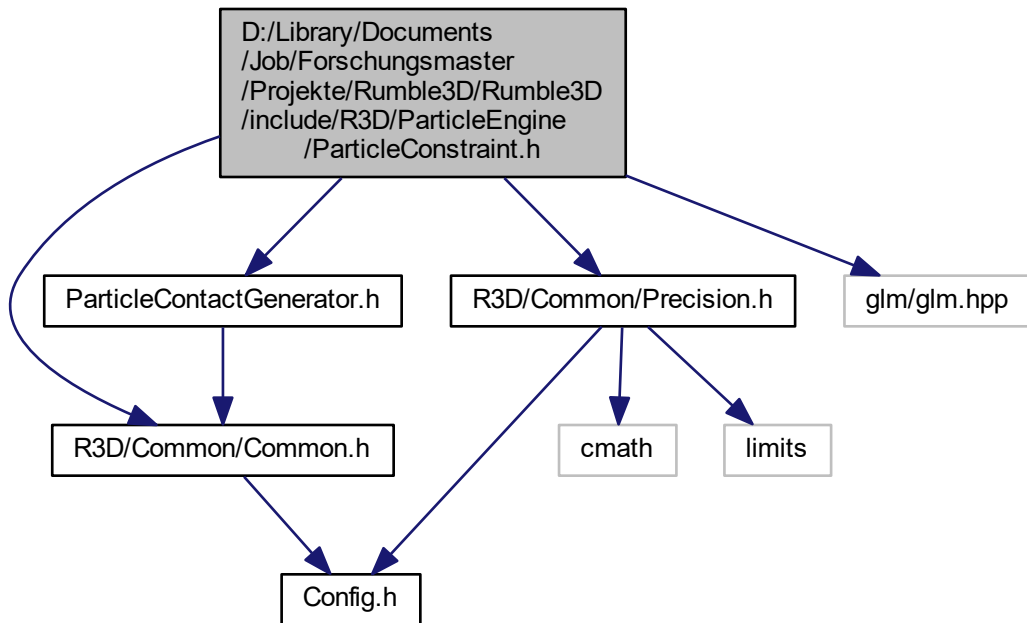 D:/Library/Documents
/Job/Forschungsmaster
/Projekte/Rumble3D/Rumble3D
/include/R3D/ParticleEngine
/ParticleConstraint.h
ParticleContactGenerator.h
R3D/Common/Precision.h
glm/glm.hpp
R3D/Common/Common.h
cmath
limits
Config.h